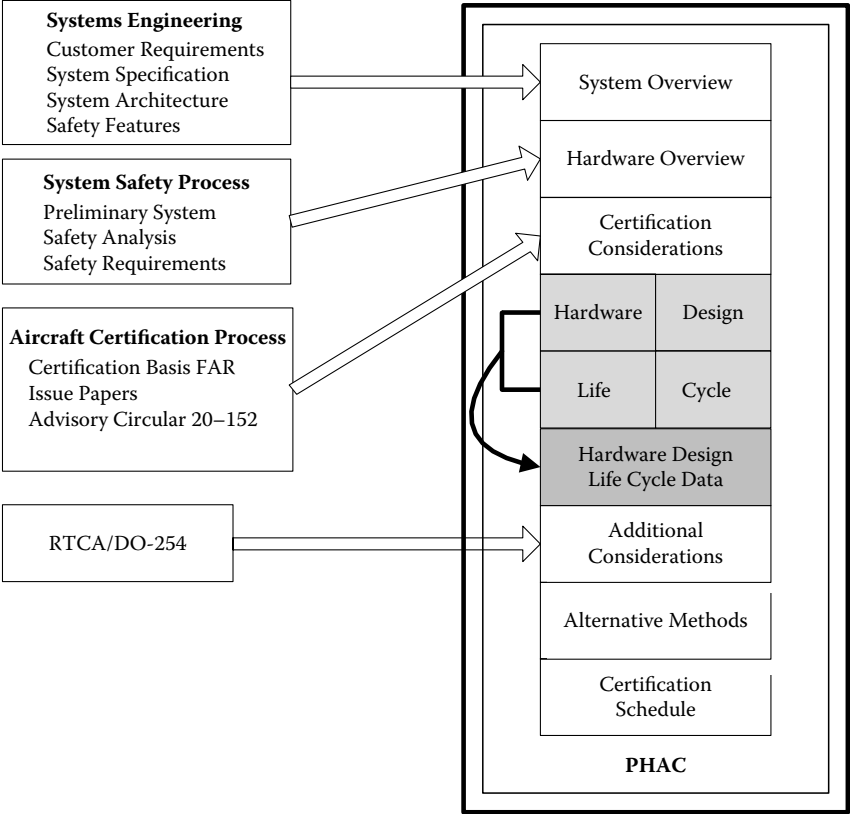 Systems Engineering
Customer Requirements
System Specification
System Architecture
Safety Features
System Safety Process
Preliminary System
Safety Analysis
Safety Requirements
Aircraft Certification Process
Certification Basis FAR
Issue Papers
Advisory Circular 20–152
RTCA/DO-254
System Overview
Hardware Overview
Certification
Considerations
Hardware Design
Life Cycle
Hardware Design
Life Cycle Data
Additional
Considerations
Alternative Methods
Certification
Schedule
PHAC